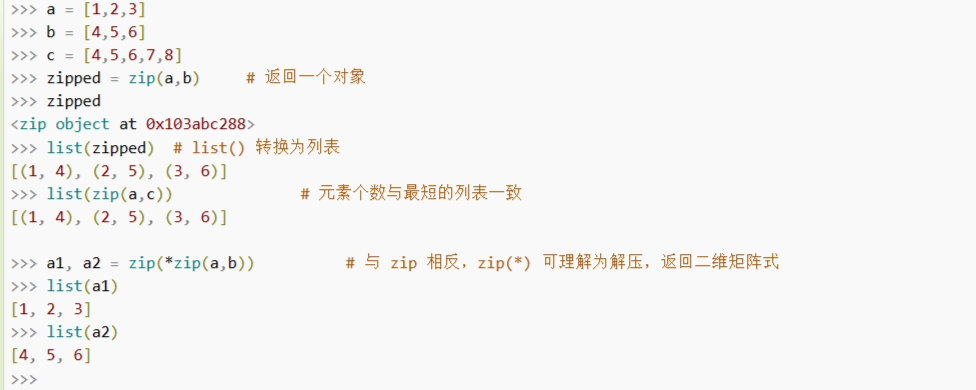 >>> a = [1,2,3]
>>> b = [4,5,6]
>>> c = [4,5,6,7,8]
>>> zipped = zip(a,b)     # 返回一个对象
>>> zipped
<zip object at 0x103abc288>
>>> list(zipped)  # list() 转换为列表
[(1, 4), (2, 5), (3, 6)]
>>> list(zip(a,c))              # 元素个数与最短的列表一致
[(1, 4), (2, 5), (3, 6)]
>>> a1, a2 = zip(*zip(a,b))          # 与 zip 相反，zip(*) 可理解为解压，返回二维矩阵式
>>> list(a1)
[1, 2, 3]
>>> list(a2)
[4, 5, 6]
>>>